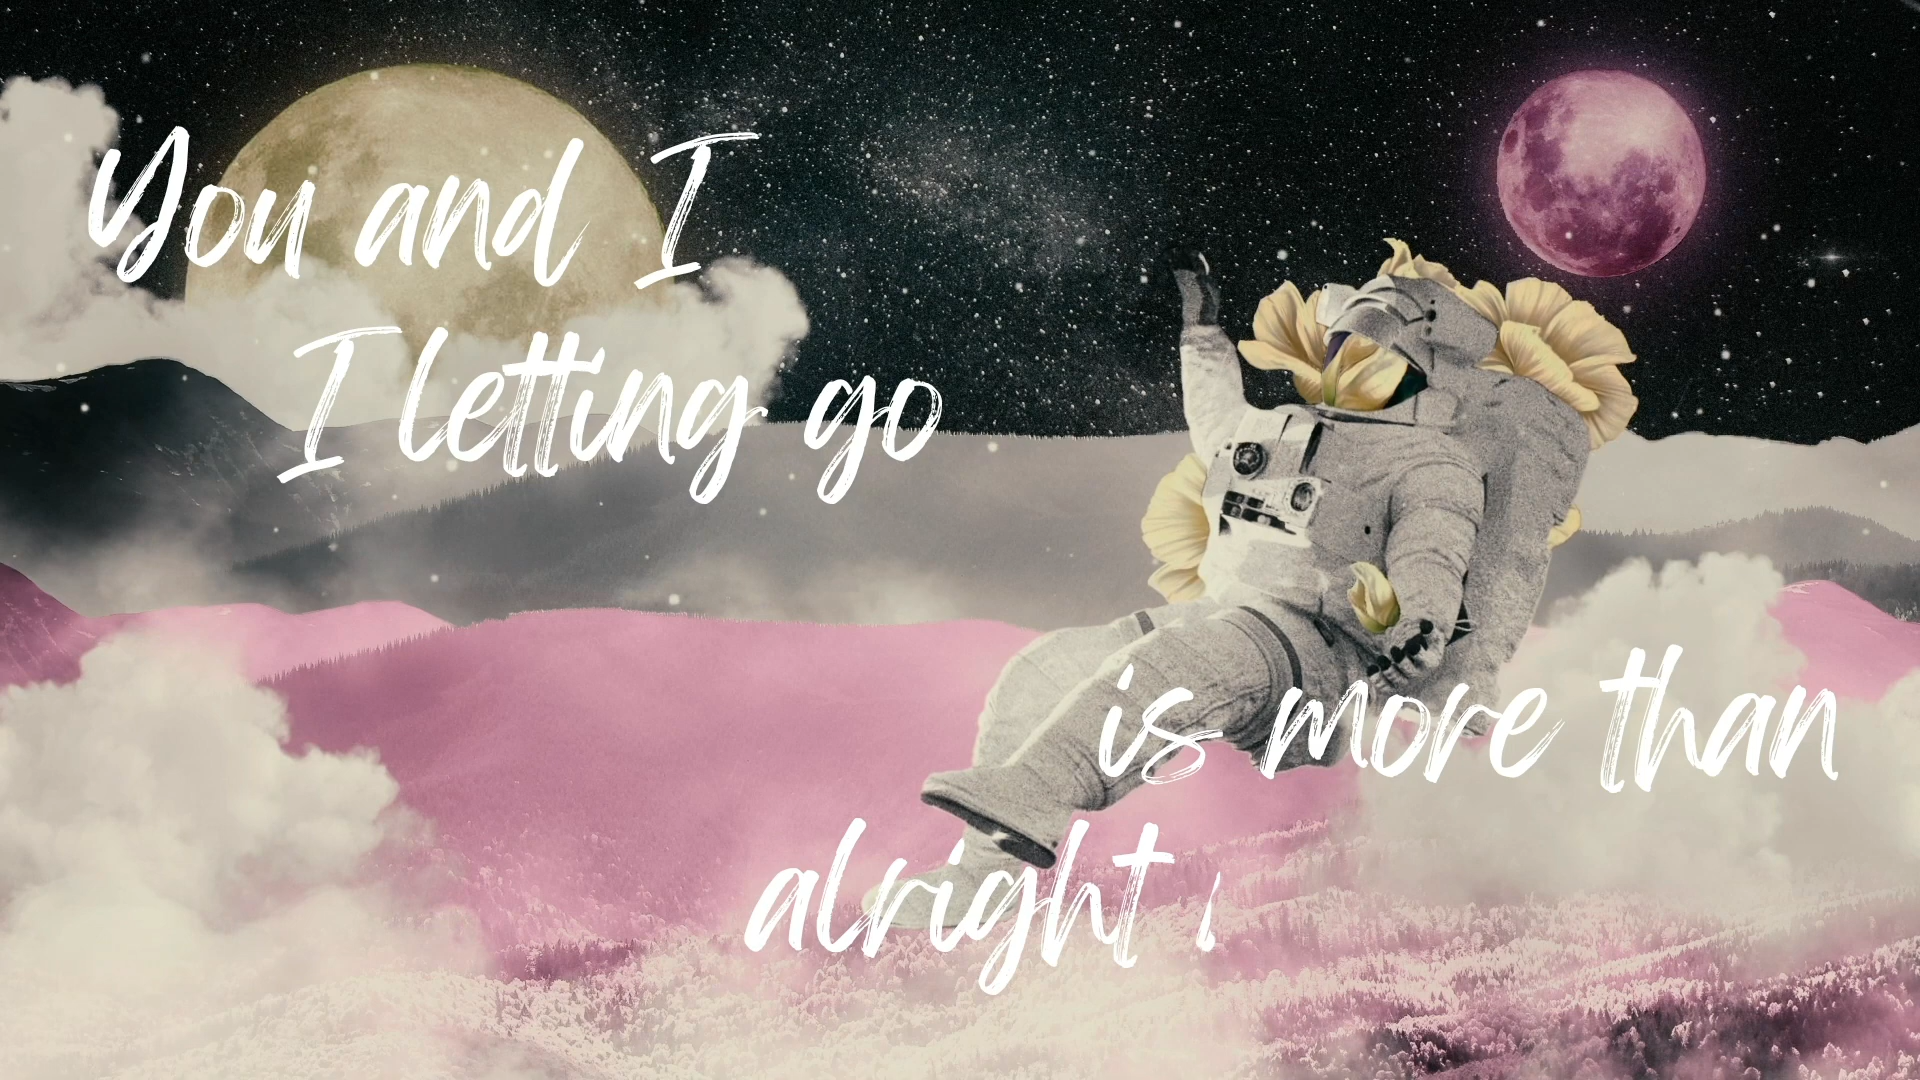 You and I
I letting go
is more than
alright